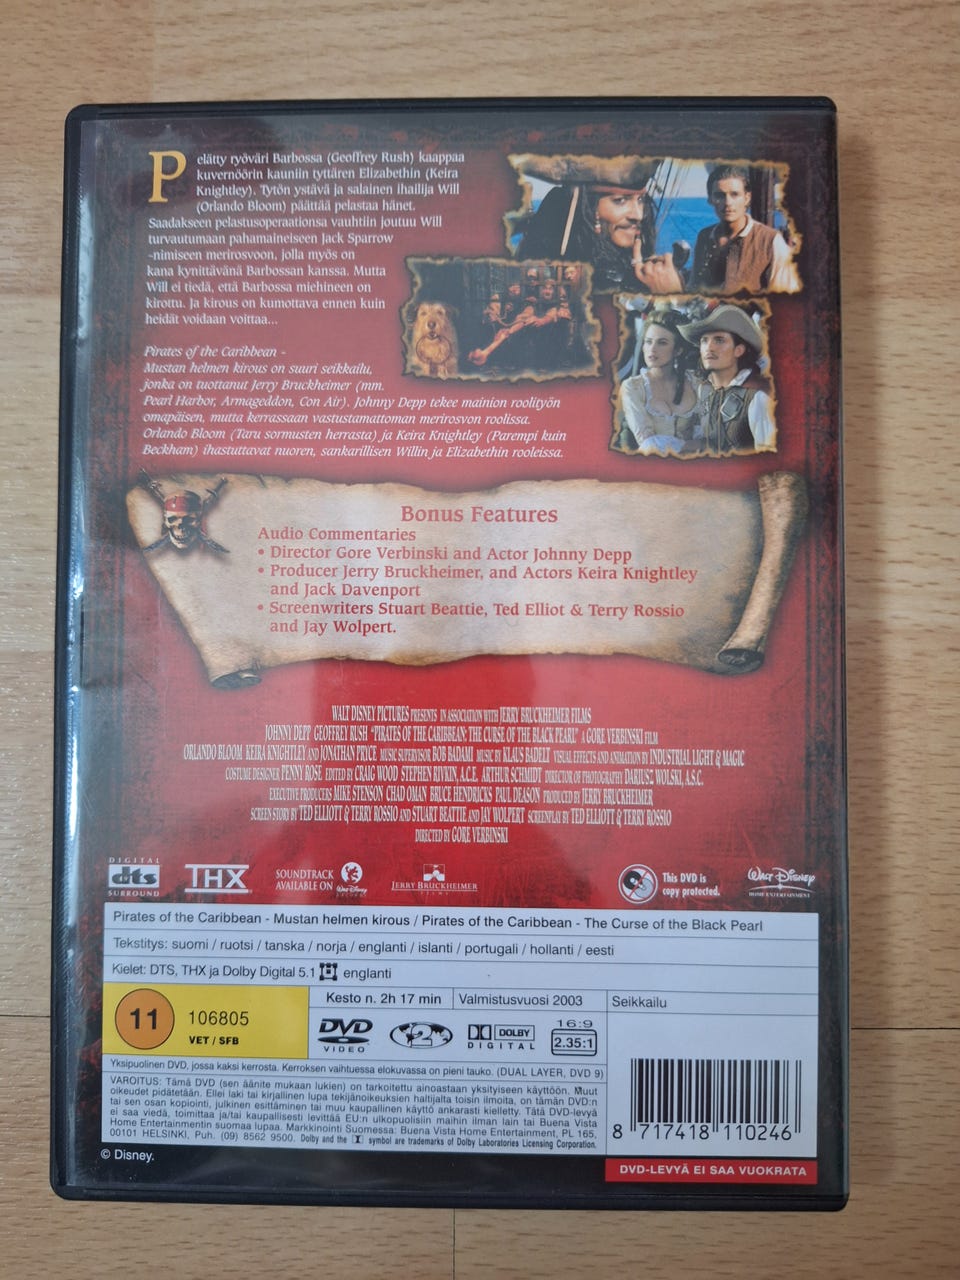 Pelätty ryöväri Barbossa (Geoffrey Rush) kaappaa
kuvernöörin kauniin tyttären Elizabethin (Keira
Knightley). Tytön ystävä ja salainen ihailija Will
(Orlando Bloom) päättää pelastaa hänet.
Saadakseen pelastusoperaationsa vauhtiin joutuu Will
turvautumaan pahamaineiseen Jack Sparrow
-nimiseen merirosvoon, jolla myös on
kana kynittävänä Barbossan kanssa. Mutta
Will ei tiedä, että Barbossa miehineen on
kirottu. Ja kirous on kumottava ennen kuin
heidät voidaan voittaa...
Pirates of the Caribbean -
Mustan helmen kirous on suuri seikkailu,
jonka on tuottanut Jerry Bruckheimer (mm.
Pearl Harbor, Armageddon, Con Air). Johnny Depp tekee mainion roolityön
omapäisen, mutta kerrassaan vastustamattoman merirosvon roolissa.
Orlando Bloom (Taru sormusten herrasta) ja Keira Knightley (Parempi kuin
Beckham) ihastuttavat nuoren, sankarillisen Willin ja Elizabethin rooleissa.
Bonus Features
Audio Commentaries
• Director Gore Verbinski and Actor Johnny Depp
• Producer Jerry Bruckheimer, and Actors Keira Knightley
and Jack Davenport
• Screenwriters Stuart Beattie, Ted Elliot & Terry Rossio
and Jay Wolpert.
WALT DISNEY PICTURES PRESENTS IN ASSOCIATION WITH JERRY BRUCKHEIMER FILMS
JOHNNY DEPP GEOFFREY RUSH "PIRATES OF THE CARIBBEAN: THE CURSE OF THE BLACK PEARL" A GORE VERBINSKI FILM
ORLANDO BLOOM KEIRA KNIGHTLEY AND JONATHAN PRYCE MUSIC SUPERVISOR BOB BADAMI MUSIC BY KLAUS BADELT VISUAL EFFECTS AND ANIMATION BY INDUSTRIAL LIGHT & MAGIC
COSTUME DESIGNER PENNY ROSE EDITED BY CRAIG WOOD STEPHEN RIVKIN, A.C.E. ARTHUR SCHMIDT DIRECTOR OF PHOTOGRAPHY DARIUSZ WOLSKI, A.S.C.
EXECUTIVE PRODUCERS MIKE STENSON CHAD OMAN BRUCE HENDRICKS PAUL DEASON PRODUCED BY JERRY BRUCKHEIMER
SCREEN STORY BY TED ELLIOTT & TERRY ROSSIO AND STUART BEATTIE AND JAY WOLPERT SCREENPLAY BY TED ELLIOTT & TERRY ROSSIO
DIRECTED BY GORE VERBINSKI
DIGITAL dts SURROUND
THX
SOUNDTRACK
AVAILABLE ON WALT DISNEY RECORDS
JERRY BRUCKHEIMER FILMS
This DVD is
copy protected.
WALT DISNEY
HOME ENTERTAINMENT
Pirates of the Caribbean - Mustan helmen kirous / Pirates of the Caribbean - The Curse of the Black Pearl
Tekstitys: suomi / ruotsi / tanska / norja / englanti / islanti / portugali / hollanti / eesti
Kielet: DTS, THX ja Dolby Digital 5.1 englanti
11 106805
VET / SFB
Kesto n. 2h 17 min
Valmistusvuosi 2003
Seikkailu
DVD VIDEO
2
DOLBY DIGITAL
16:9
2.35:1
Yksipuolinen DVD, jossa kaksi kerrosta. Kerroksen vaihtuessa elokuvassa on pieni tauko. (DUAL LAYER, DVD 9)
VAROITUS: Tämä DVD (sen äänite mukaan lukien) on tarkoitettu ainoastaan yksityiseen käyttöön. Muut
oikeudet pidätetään. Ellei laki tai kirjallinen lupa tekijänoikeuksien haltijalta toisin ilmoita, on tämän DVD:n
tai sen osan kopiointi, julkinen esittäminen tai muu kaupallinen käyttö ankarasti kielletty. Tätä DVD-levyä
ei saa viedä, toimittaa ja/tai kaupallisesti levittää EU:n ulkopuolisiin maihin ilman lain tai Buena Vista
Home Entertainmentin suomaa lupaa. Markkinointi Suomessa: Buena Vista Home Entertainment, PL 165,
00101 HELSINKI, Puh. (09) 8562 9500. Dolby and the symbol are trademarks of Dolby Laboratories Licensing Corporation.
8 717418 110246
© Disney.
DVD-LEVYÄ EI SAA VUOKRATA